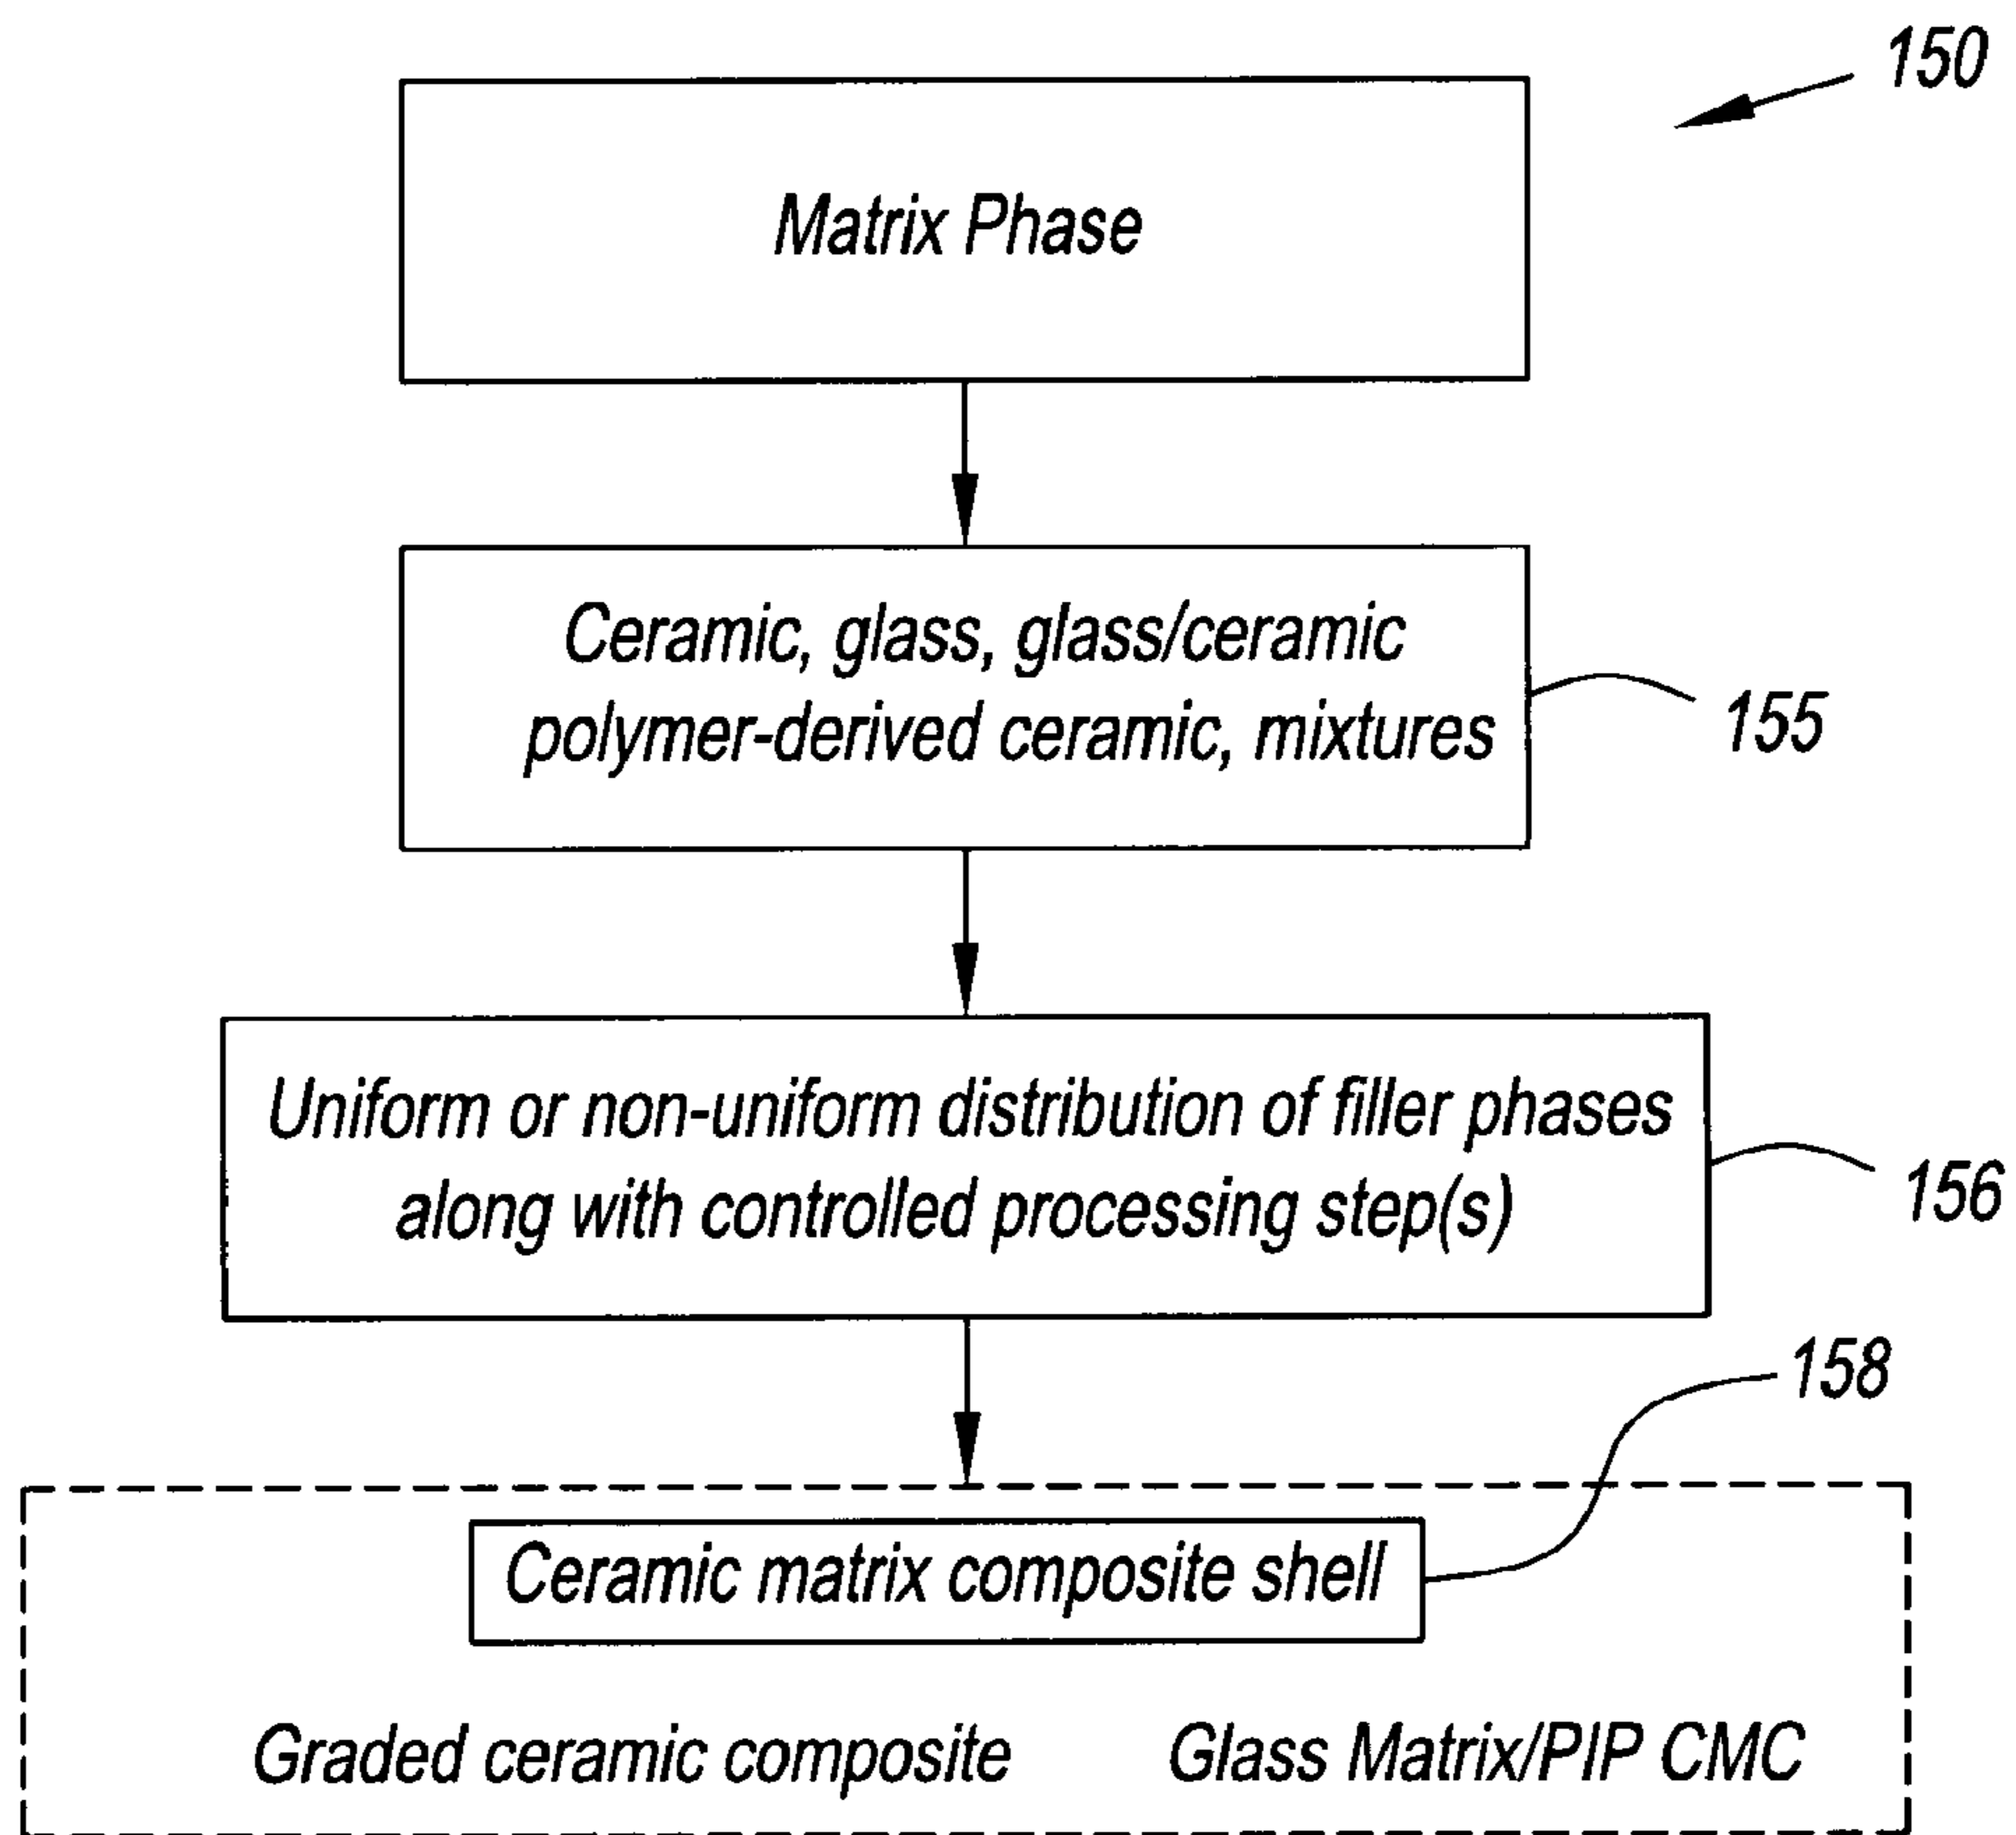 150
Matrix Phase
Ceramic, glass, glass/ceramic
polymer-derived ceramic, mixtures
155
Uniform or non-uniform distribution of filler phases
along with controlled processing step(s)
156
158
Ceramic matrix composite shell
Graded ceramic composite
Glass Matrix/PIP CMC